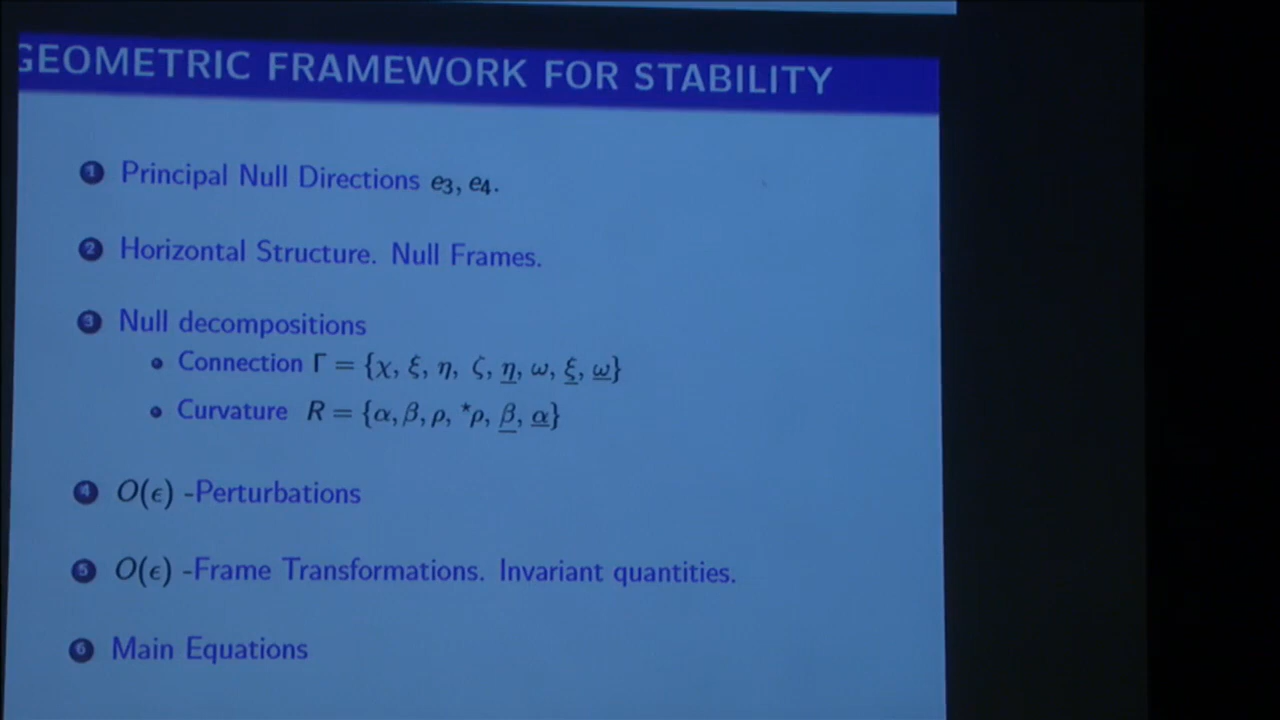 GEOMETRIC FRAMEWORK FOR STABILITY
1 Principal Null Directions e₃, e₄.
2 Horizontal Structure. Null Frames.
3 Null decompositions
• Connection Γ = {χ, ξ, η, ζ, η̲, ω, ξ̲, ω̲}
• Curvature R = {α, β, ρ, *ρ, β̲, α̲}
4 O(ϵ) -Perturbations
5 O(ϵ) -Frame Transformations. Invariant quantities.
6 Main Equations